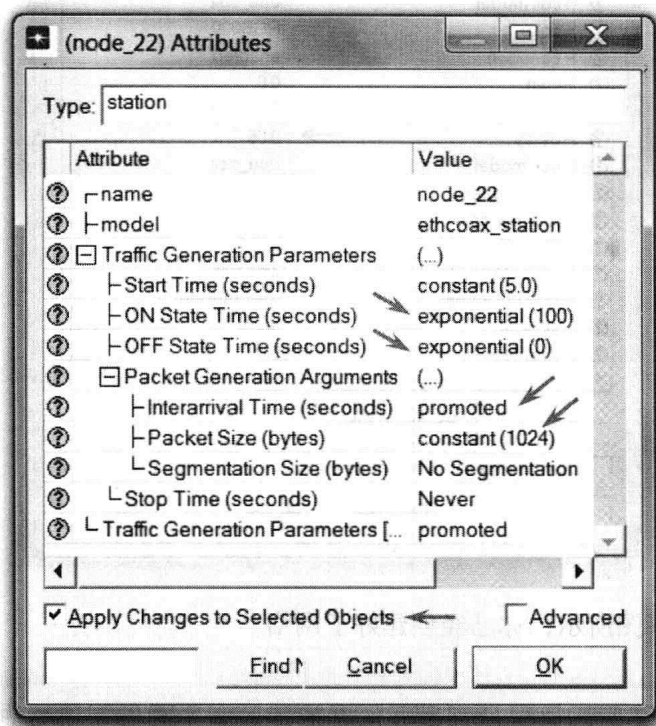 (node_22) Attributes
Type: station
Attribute Value
name node_22
model ethcoax_station
Traffic Generation Parameters (...)
Start Time (seconds) constant (5.0)
ON State Time (seconds) exponential (100)
OFF State Time (seconds) exponential (0)
Packet Generation Arguments (...)
Interarrival Time (seconds) promoted
Packet Size (bytes) constant (1024)
Segmentation Size (bytes) No Segmentation
Stop Time (seconds) Never
Traffic Generation Parameters [... promoted
Apply Changes to Selected Objects Advanced
Find N Cancel OK